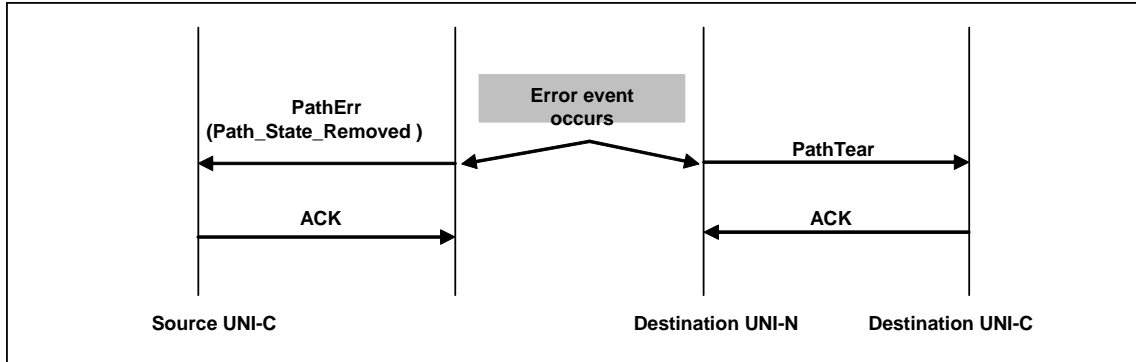 Error event
occurs
PathErr
(Path_State_Removed )
PathTear
ACK
ACK
Source UNI-C
Destination UNI-N
Destination UNI-C